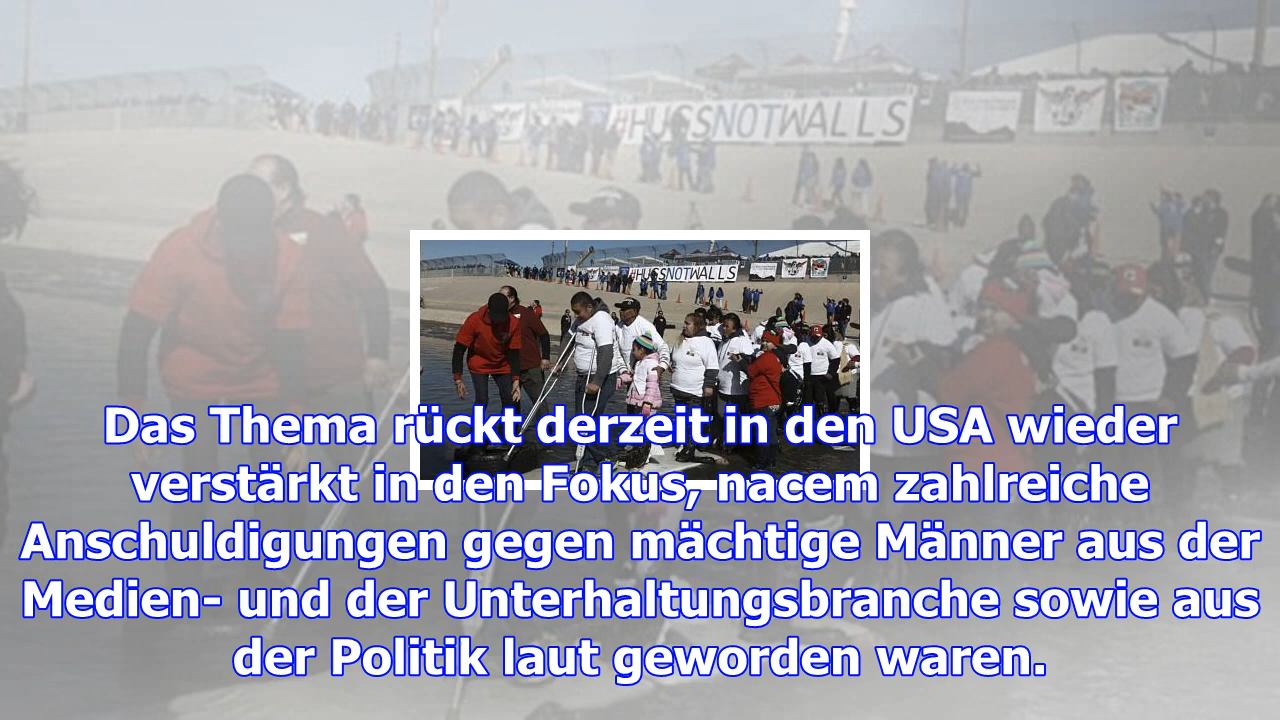 #HUGSNOTWALLS
#HUGSNOTWALLS
Das Thema rückt derzeit in den USA wieder
verstärkt in den Fokus, nacem zahlreiche
Anschuldigungen gegen mächtige Männer aus der
Medien- und der Unterhaltungsbranche sowie aus
der Politik laut geworden waren.